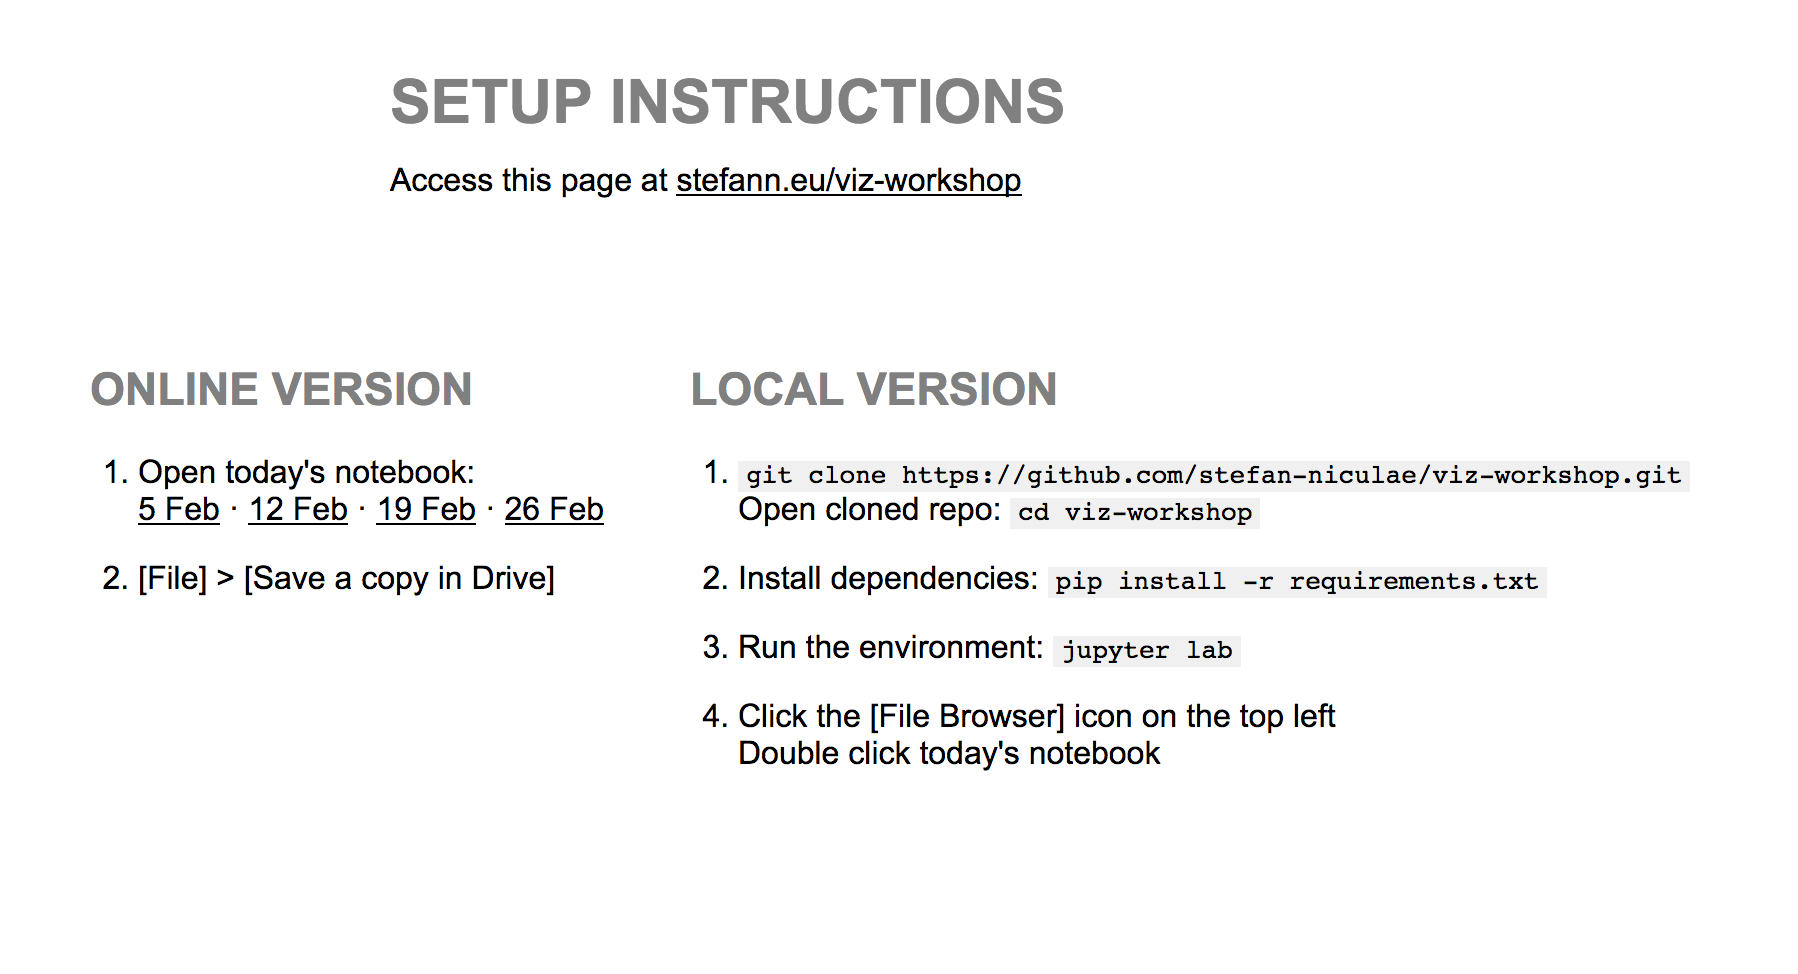 SETUP INSTRUCTIONS
Access this page at stefann.eu/viz-workshop
ONLINE VERSION
1. Open today's notebook:
5 Feb · 12 Feb · 19 Feb · 26 Feb
2. [File] > [Save a copy in Drive]
LOCAL VERSION
1. git clone https://github.com/stefan-niculae/viz-workshop.git
Open cloned repo: cd viz-workshop
2. Install dependencies: pip install -r requirements.txt
3. Run the environment: jupyter lab
4. Click the [File Browser] icon on the top left
Double click today's notebook